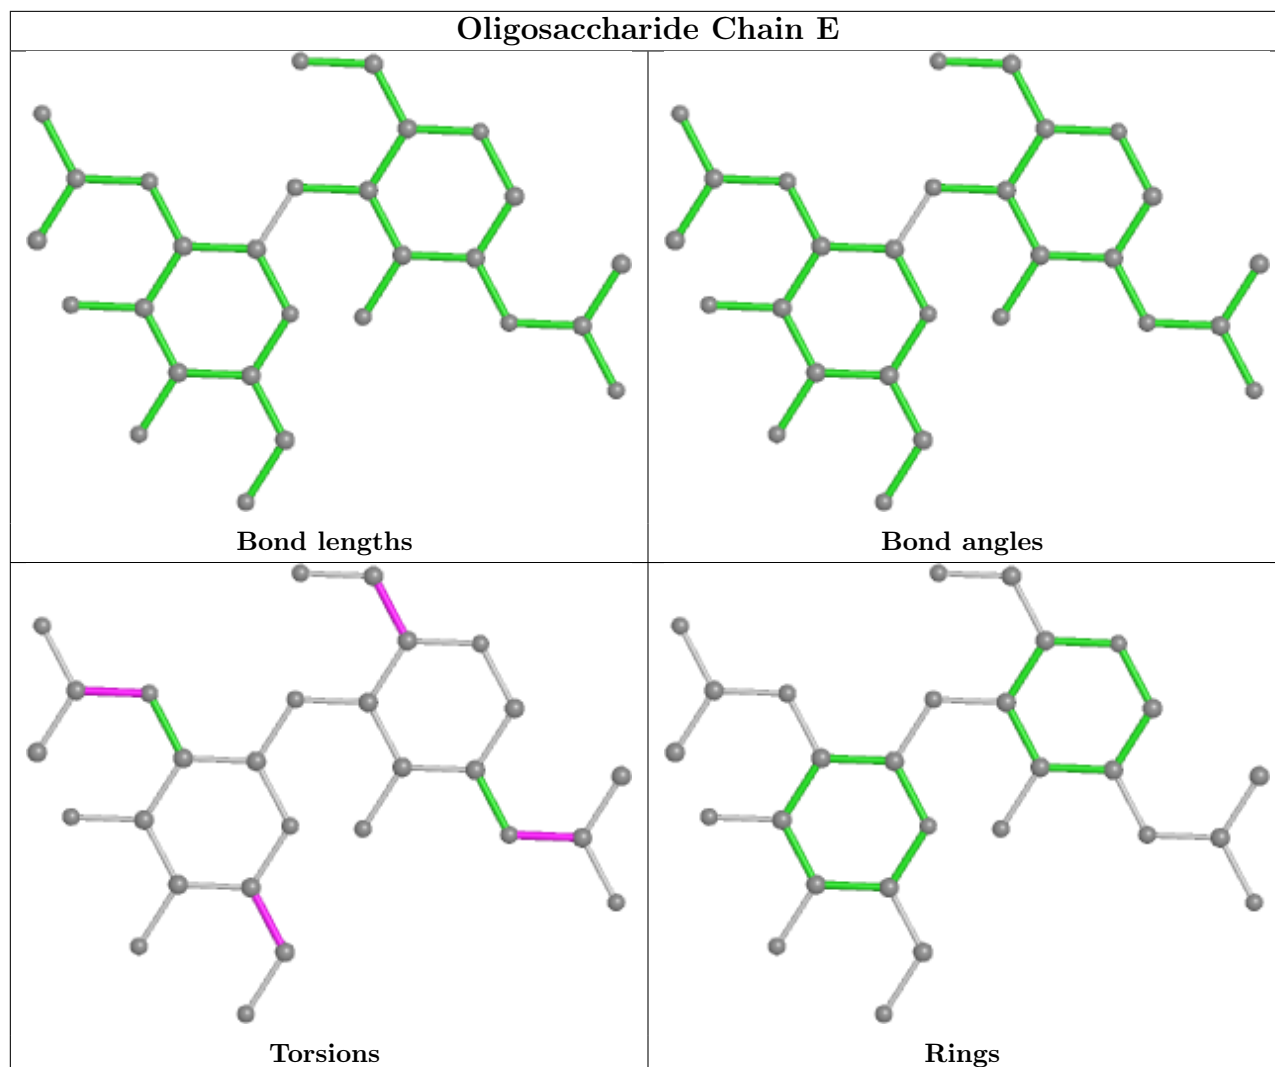 Oligosaccharide Chain E
Bond lengths
Bond angles
Torsions
Rings